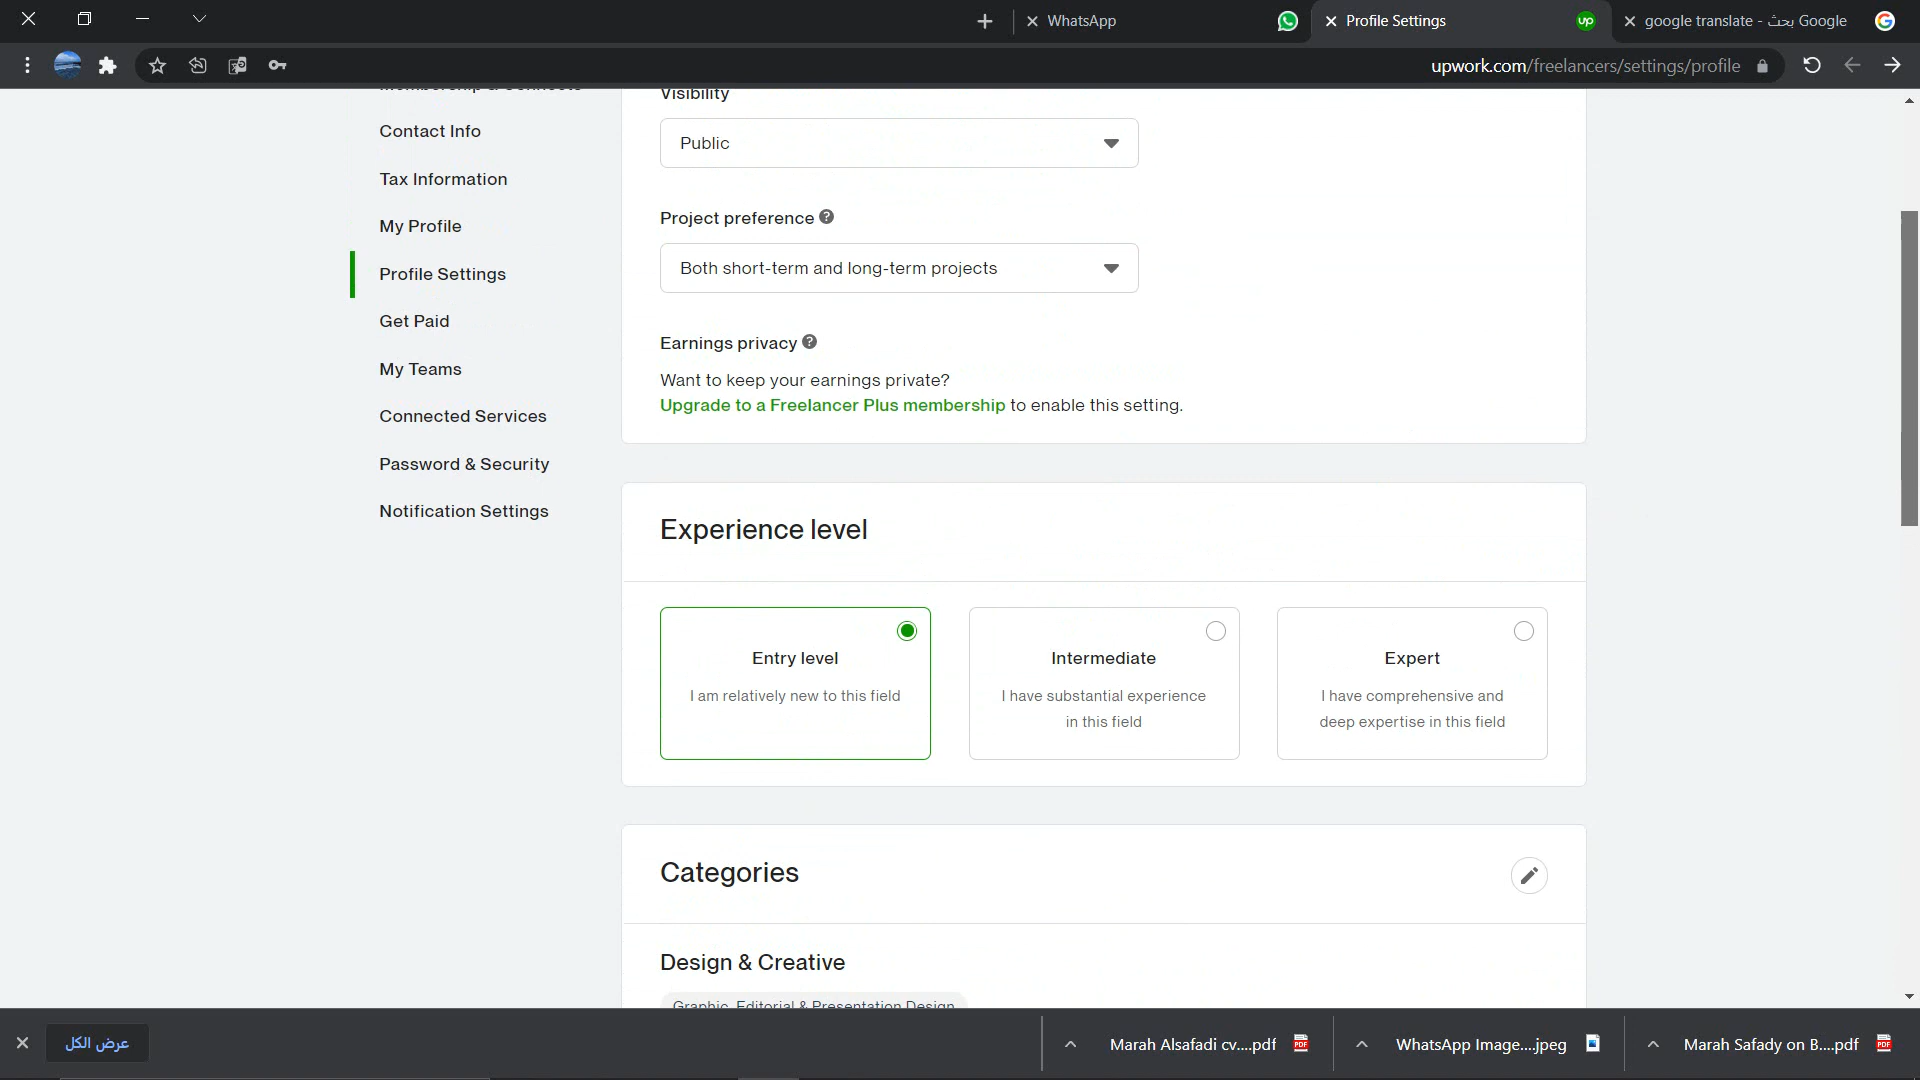 WhatsApp
Profile Settings
google translate - بحث Google
upwork.com/freelancers/settings/profile
Contact Info
Tax Information
My Profile
Profile Settings
Get Paid
My Teams
Connected Services
Password & Security
Notification Settings
Visibility
Public
Project preference
Both short-term and long-term projects
Earnings privacy
Want to keep your earnings private?
Upgrade to a Freelancer Plus membership to enable this setting.
Experience level
Entry level
I am relatively new to this field
Intermediate
I have substantial experience
in this field
Expert
I have comprehensive and
deep expertise in this field
Categories
Design & Creative
Graphic, Editorial & Presentation Design
عرض الكل
Marah Alsafadi cv....pdf
WhatsApp Image....jpeg
Marah Safady on B....pdf